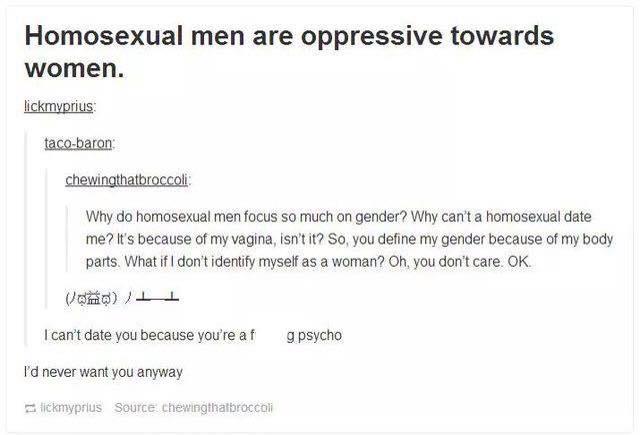 Homosexual men are oppressive towards
women.
lickmyprius:
taco-baron:
chewingthatbroccoli:
Why do homosexual men focus so much on gender? Why can't a homosexual date
me? It's because of my vagina, isn't it? So, you define my gender because of my body
parts. What if I don't identify myself as a woman? Oh, you don't care. OK.
(ノಠ益ಠ)ノ┻━┻
I can't date you because you're a f g psycho
I'd never want you anyway
lickmyprius Source: chewingthatbroccoli